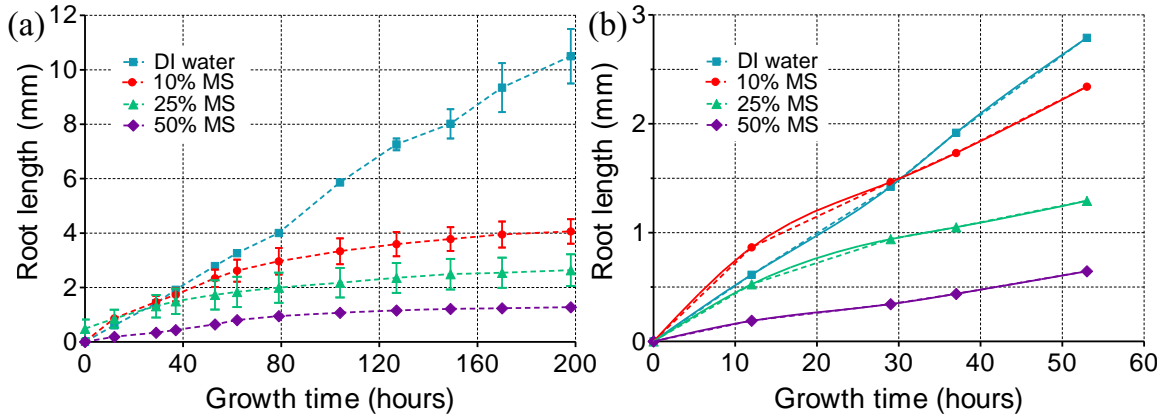 (a)
Root length (mm)
12
10
8
6
4
2
0
DI water
10% MS
25% MS
50% MS
0 40 80 120 160 200
Growth time (hours)
(b)
Root length (mm)
3
2
1
0
DI water
10% MS
25% MS
50% MS
0 10 20 30 40 50 60
Growth time (hours)